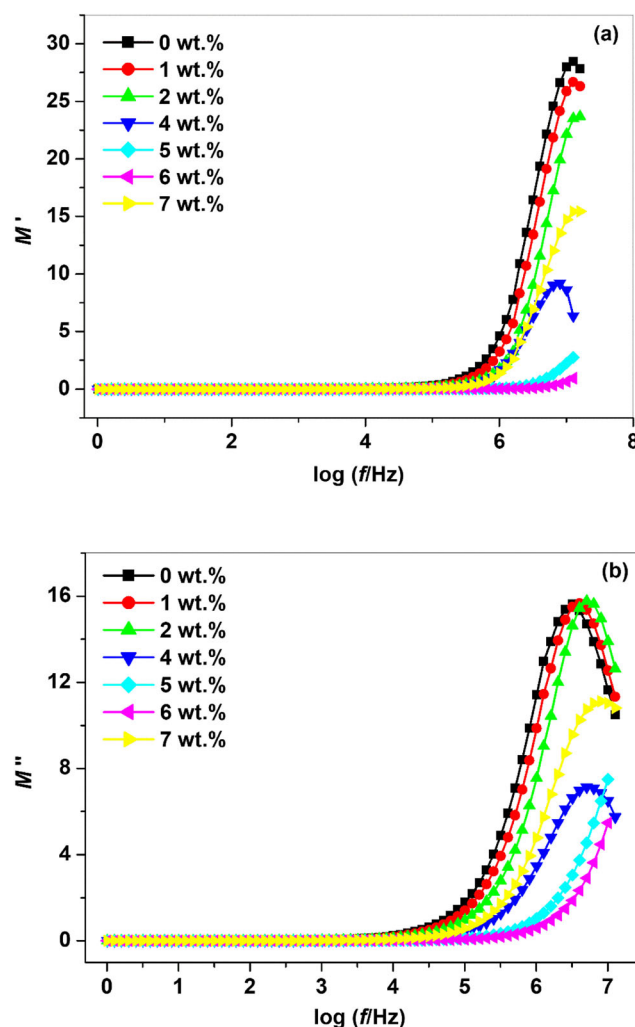 (a)
0 wt.%
1 wt.%
2 wt.%
4 wt.%
5 wt.%
6 wt.%
7 wt.%
35
30
25
20
15
10
5
0
M'
0 2 4 6 8
log (f/Hz)
(b)
0 wt.%
1 wt.%
2 wt.%
4 wt.%
5 wt.%
6 wt.%
7 wt.%
16
12
8
4
0
M"
0 1 2 3 4 5 6 7
log (f/Hz)